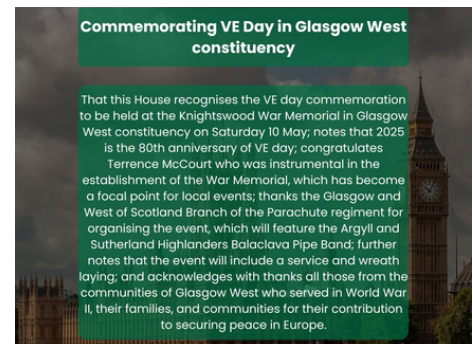 Commemorating VE Day in Glasgow West
constituency
That this House recognises the VE day commemoration
to be held at the Knightswood War Memorial in Glasgow
West constituency on Saturday 10 May; notes that 2025
is the 80th anniversary of VE day; congratulates
Terrence McCourt who was instrumental in the
establishment of the War Memorial, which has become
a focal point for local events; thanks the Glasgow and
West of Scotland Branch of the Parachute regiment for
organising the event, which will feature the Argyll and
Sutherland Highlanders Balaclava Pipe Band; further
notes that the event will include a service and wreath
laying; and acknowledges with thanks all those from the
communities of Glasgow West who served in World War
II, their families, and communities for their contribution
to securing peace in Europe.